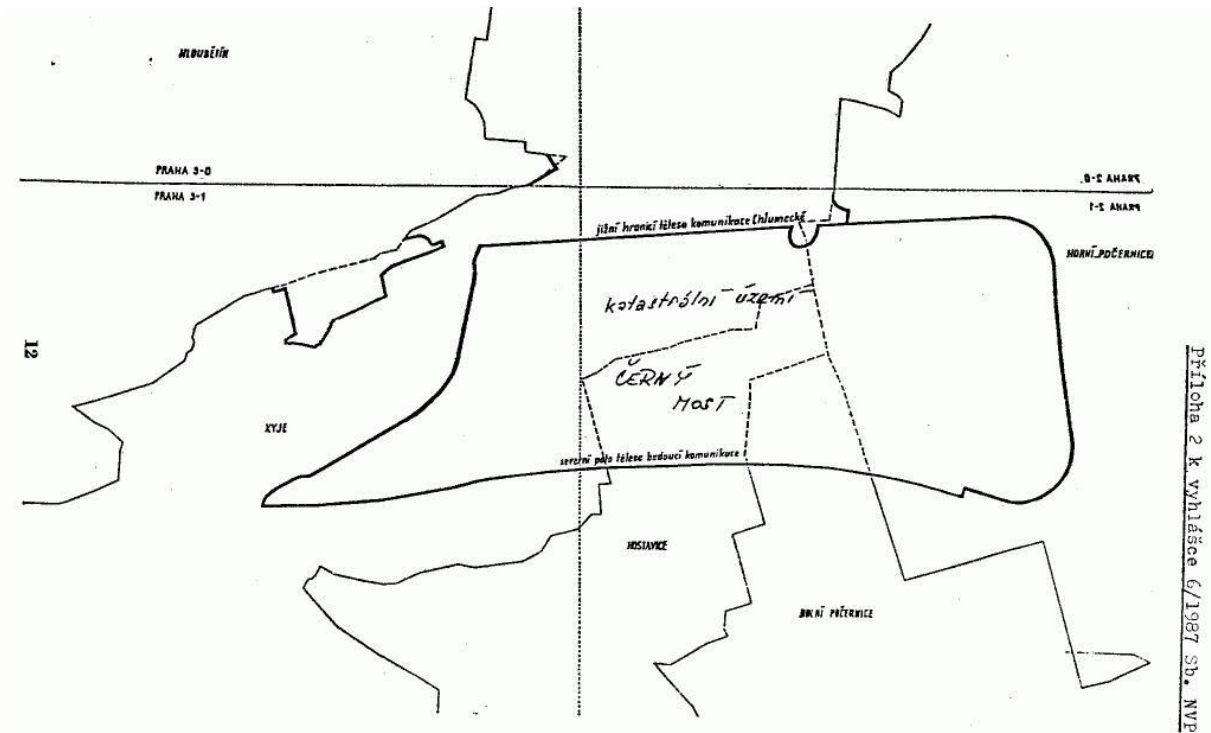 HLOUBĚTÍN
PRAHA 3-0
PRAHA 3-1
PRAHA 2-0
PRAHA 2-1
jižní hranicí tělesa komunikace Chlumecké
HORNÍ POČERNICE
katastrální území
ČERNÝ
MOST
KYJE
severní pata tělesa budoucí komunikace
HOSTAVICE
DOLNÍ POČERNICE
12
Příloha 2 k vyhlášce 6/1987 Sb. NVP